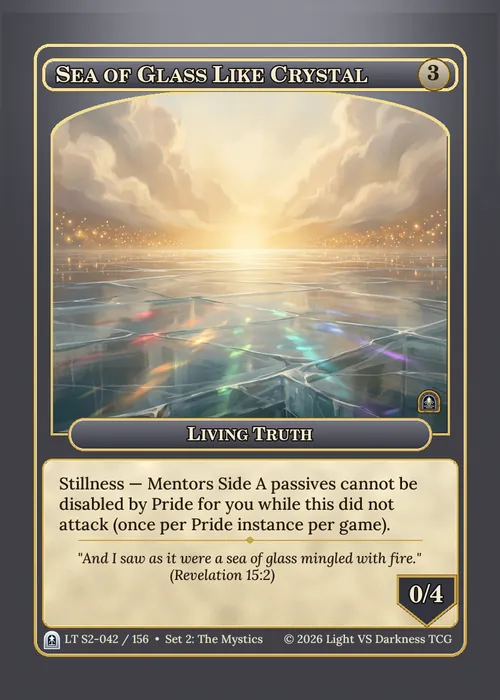 Sea of Glass Like Crystal
3
Living Truth
Stillness — Mentors Side A passives cannot be
disabled by Pride for you while this did not
attack (once per Pride instance per game).
"And I saw as it were a sea of glass mingled with fire."
(Revelation 15:2)
0/4
LT S2-042 / 156 • Set 2: The Mystics © 2026 Light VS Darkness TCG